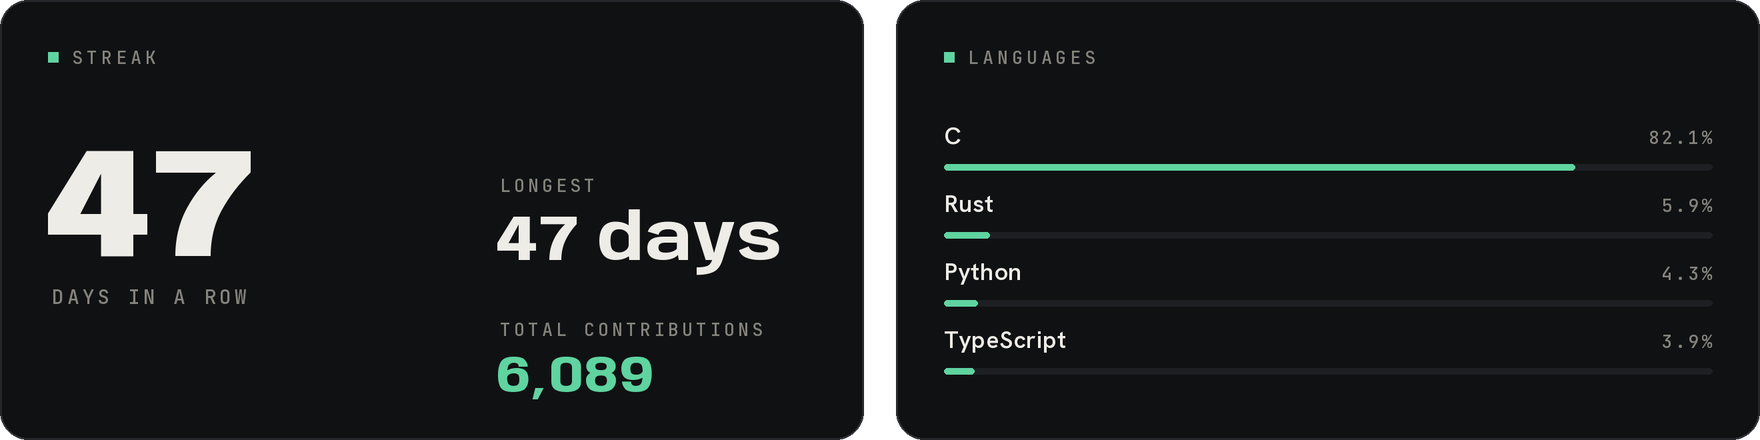 STREAK
47
DAYS IN A ROW
LONGEST
47 days
TOTAL CONTRIBUTIONS
6,089
LANGUAGES
C 82.1%
Rust 5.9%
Python 4.3%
TypeScript 3.9%